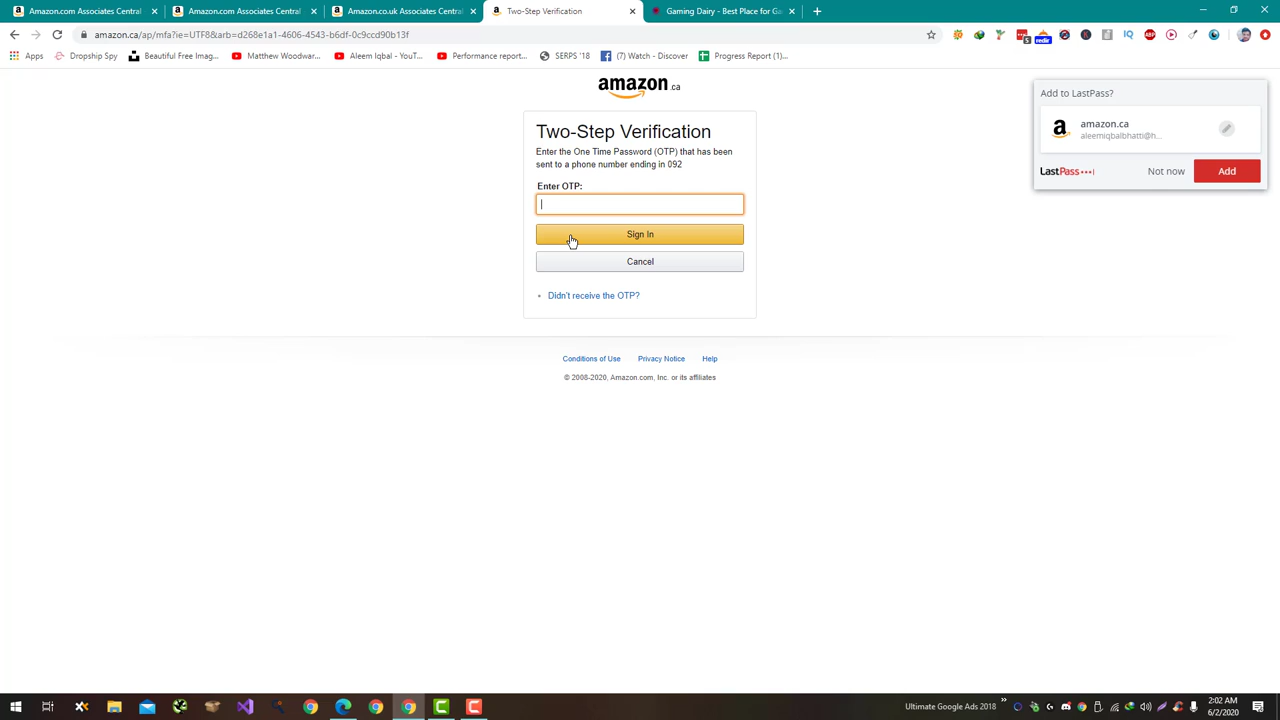 Amazon.com Associates Central
Amazon.com Associates Central
Amazon.co.uk Associates Central
Two-Step Verification
Gaming Dairy - Best Place for Ga
amazon.ca/ap/mfa?ie=UTF8&arb=d268e1a1-4606-4543-b6df-0c9ccd90b13f
Apps
Dropship Spy
Beautiful Free Imag...
Matthew Woodwar...
Aleem Iqbal - YouT...
Performance report...
SERPS '18
(7) Watch - Discover
Progress Report (1)...
amazon.ca
Two-Step Verification
Enter the One Time Password (OTP) that has been
sent to a phone number ending in 092
Enter OTP:
Sign In
Cancel
Didn't receive the OTP?
Conditions of Use
Privacy Notice
Help
© 2008-2020, Amazon.com, Inc. or its affiliates
Add to LastPass?
amazon.ca
aleemiqbalbhatti@h...
LastPass
Not now
Add
Ultimate Google Ads 2018
2:02 AM
6/2/2020